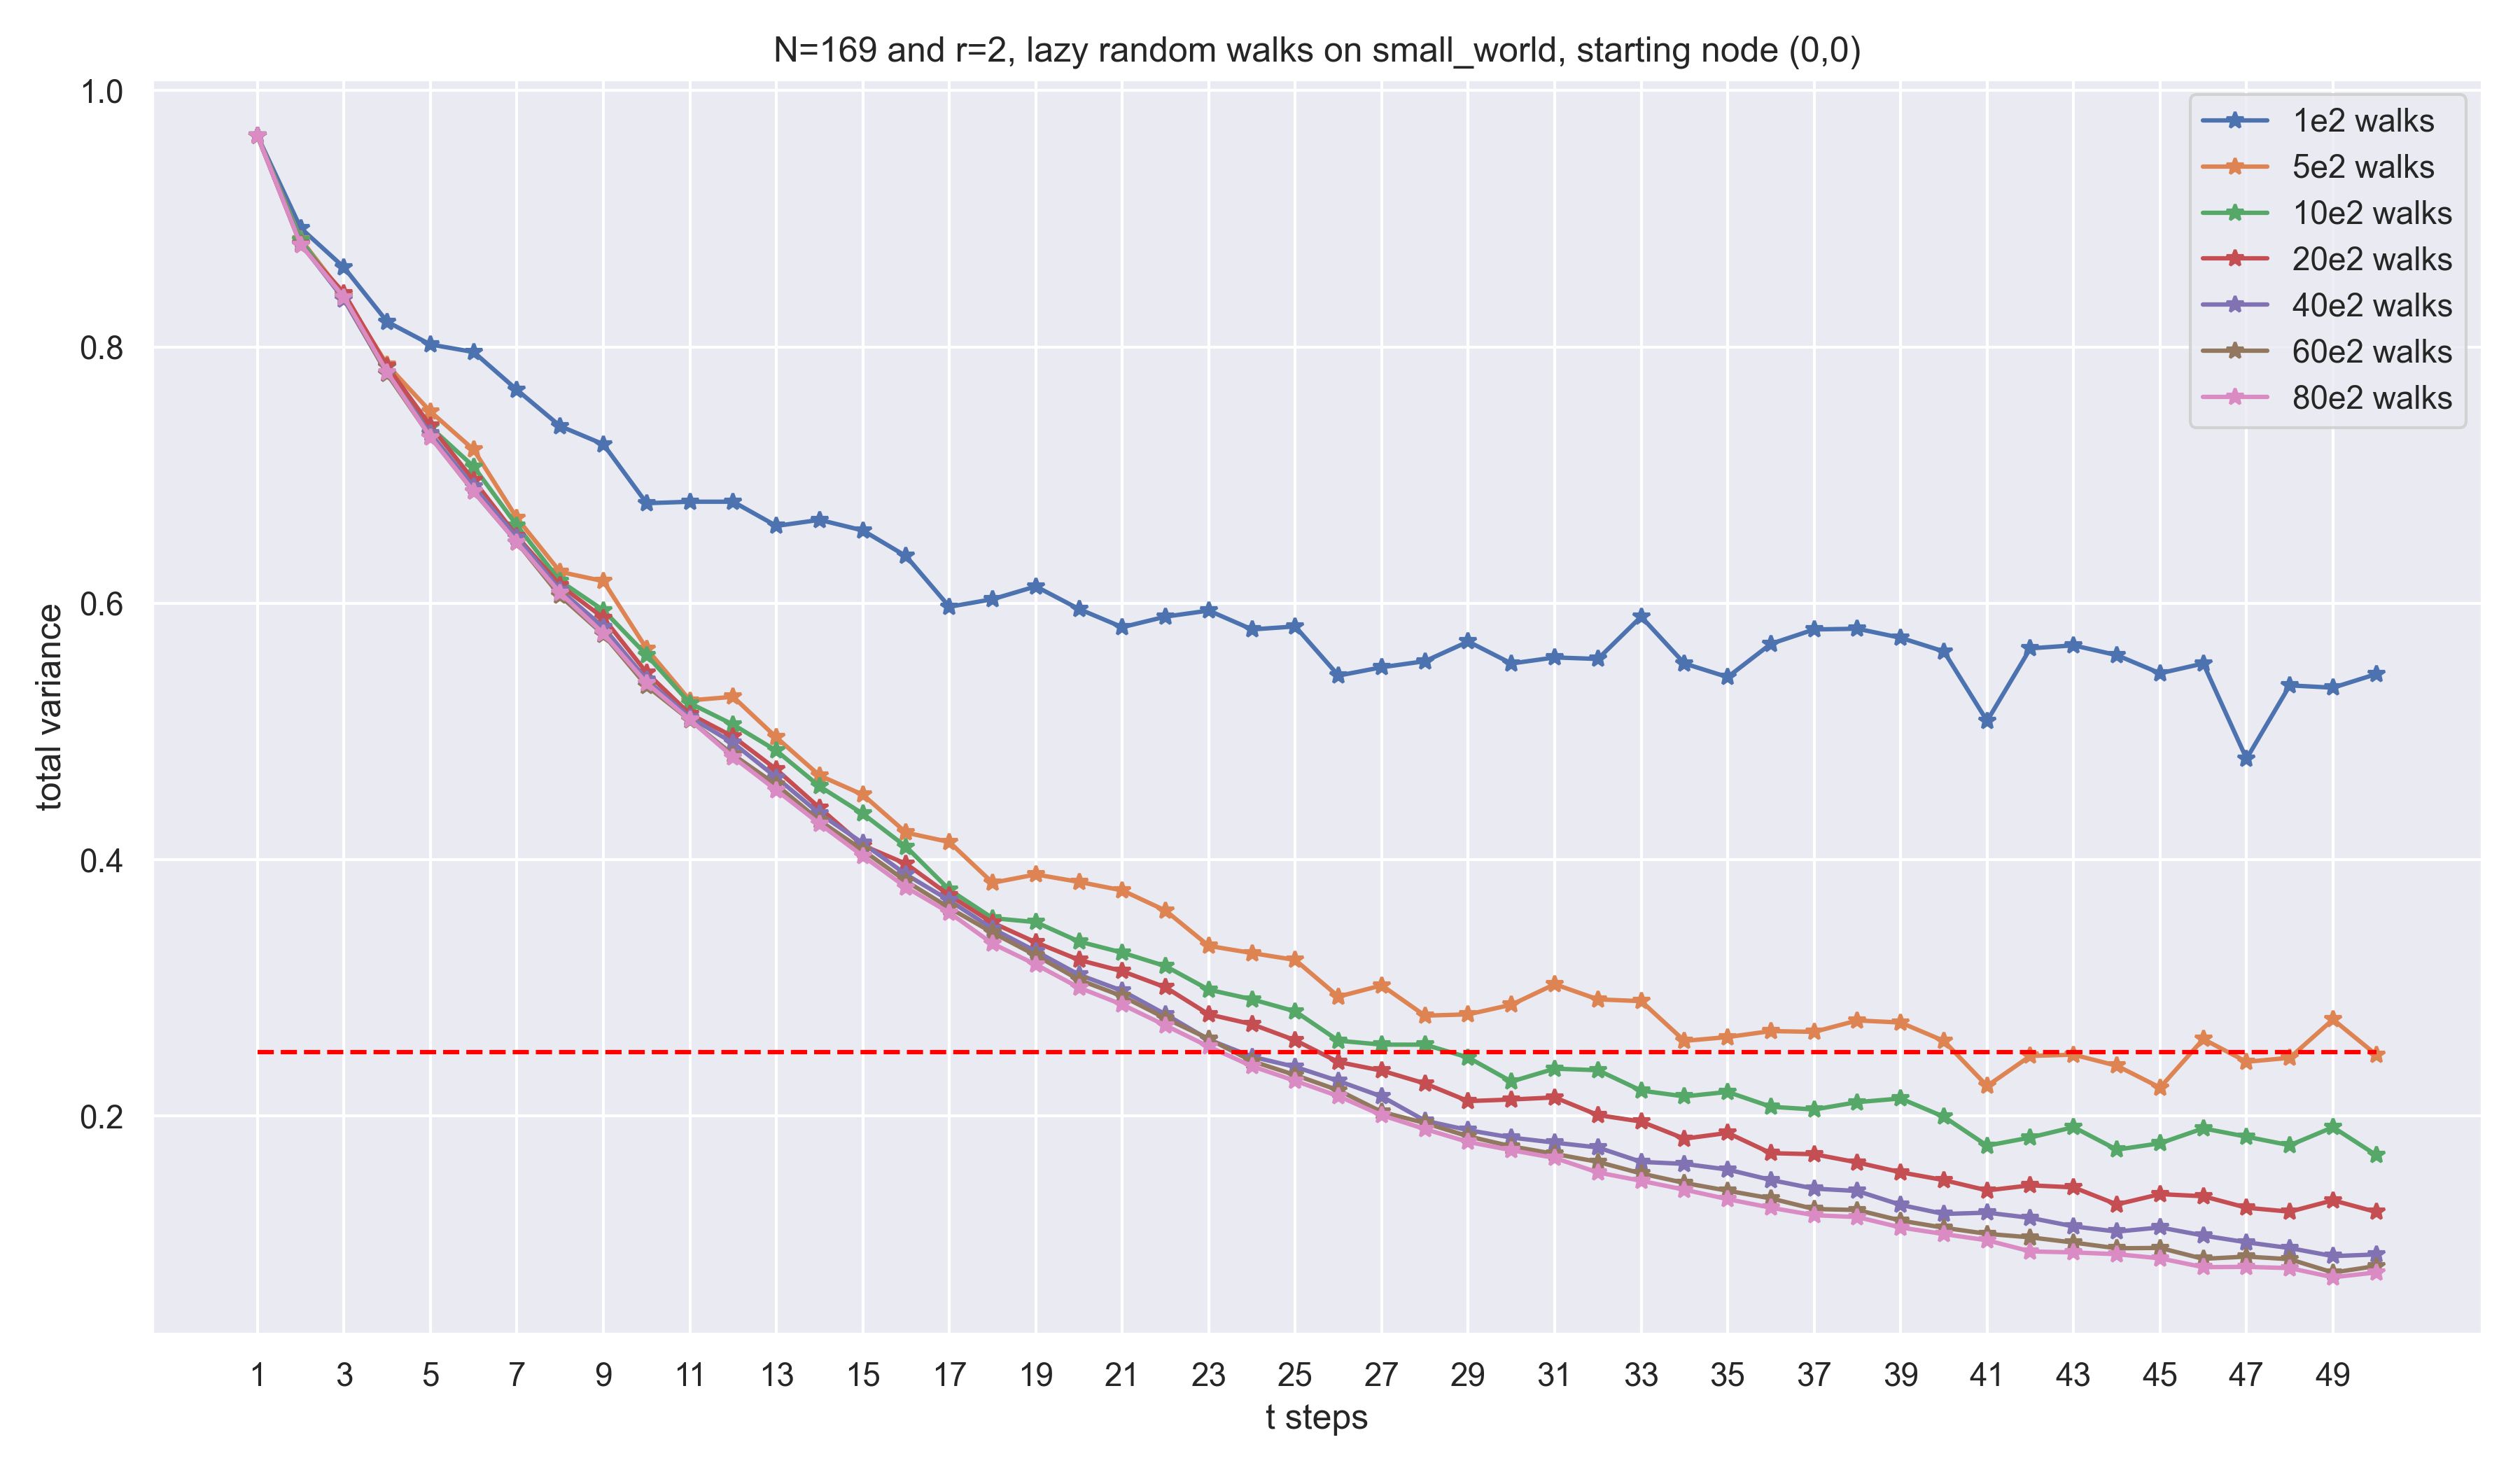 N=169 and r=2, lazy random walks on small_world, starting node (0,0)
1.0
0.8
0.6
0.4
0.2
total variance
1e2 walks
5e2 walks
10e2 walks
20e2 walks
40e2 walks
60e2 walks
80e2 walks
1 3 5 7 9 11 13 15 17 19 21 23 25 27 29 31 33 35 37 39 41 43 45 47 49
t steps